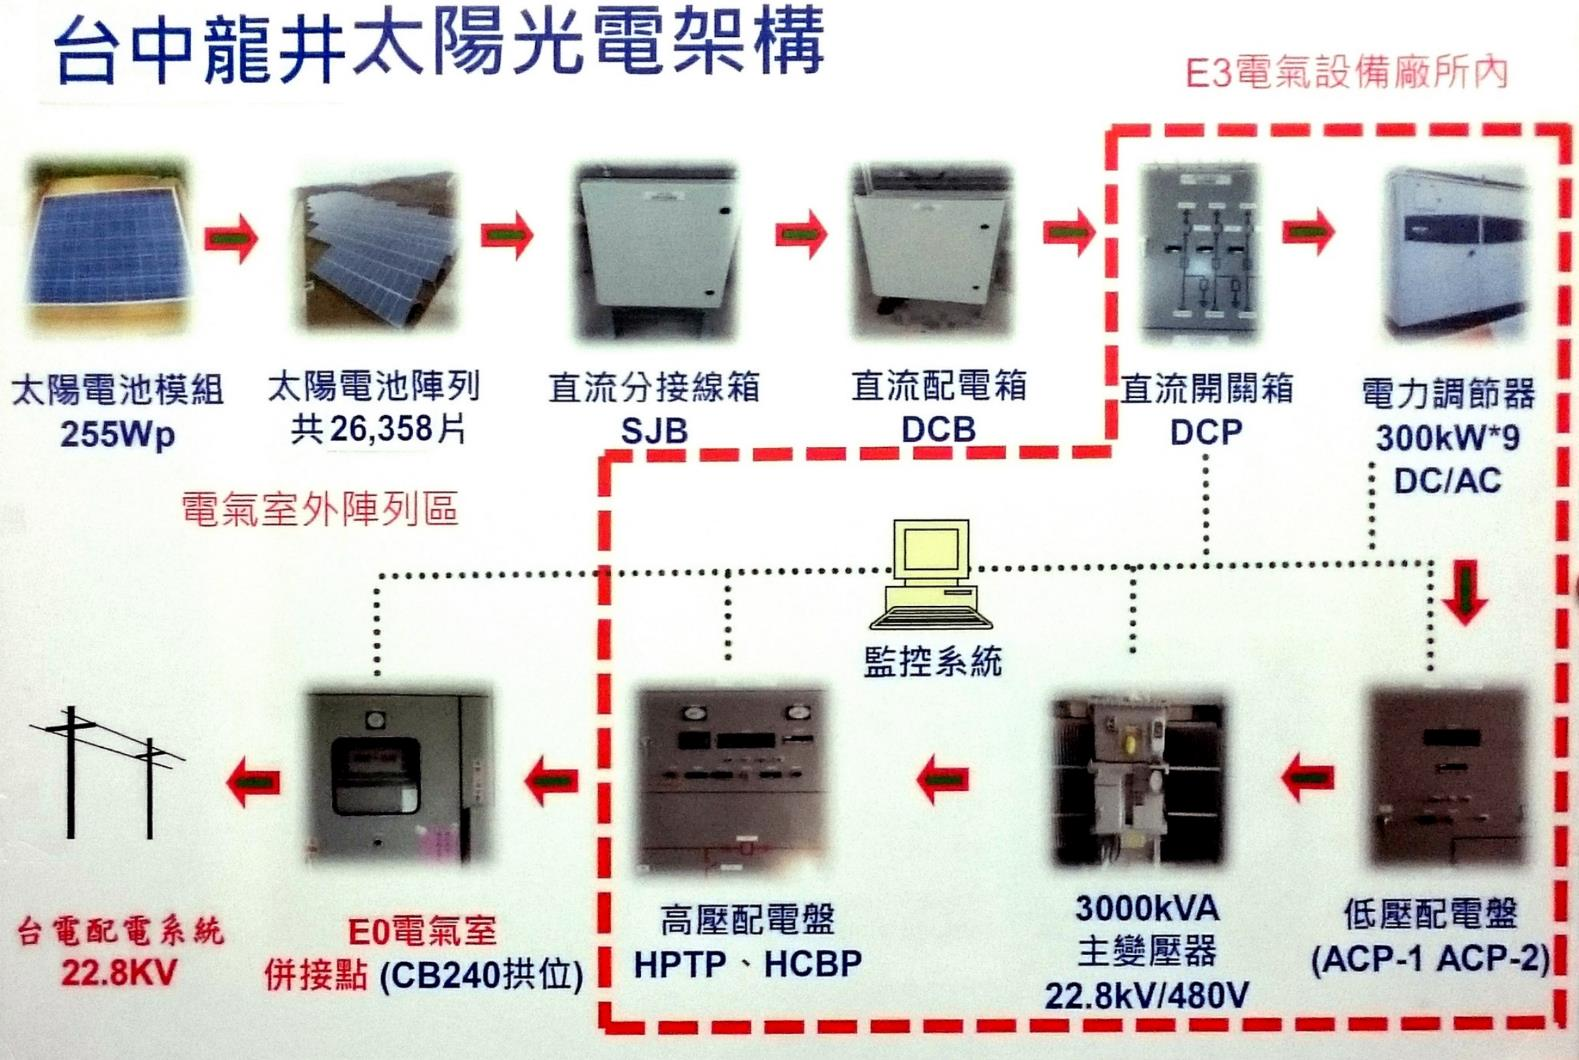 台中龍井太陽光電架構
E3電氣設備廠所內
太陽電池模組
255Wp
太陽電池陣列
共26,358片
直流分接線箱
SJB
直流配電箱
DCB
直流開關箱
DCP
電力調節器
300kW*9
DC/AC
電氣室外陣列區
監控系統
台電配電系統
22.8KV
E0電氣室
併接點 (CB240拱位)
高壓配電盤
HPTP、HCBP
3000kVA
主變壓器
22.8kV/480V
低壓配電盤
(ACP-1 ACP-2)